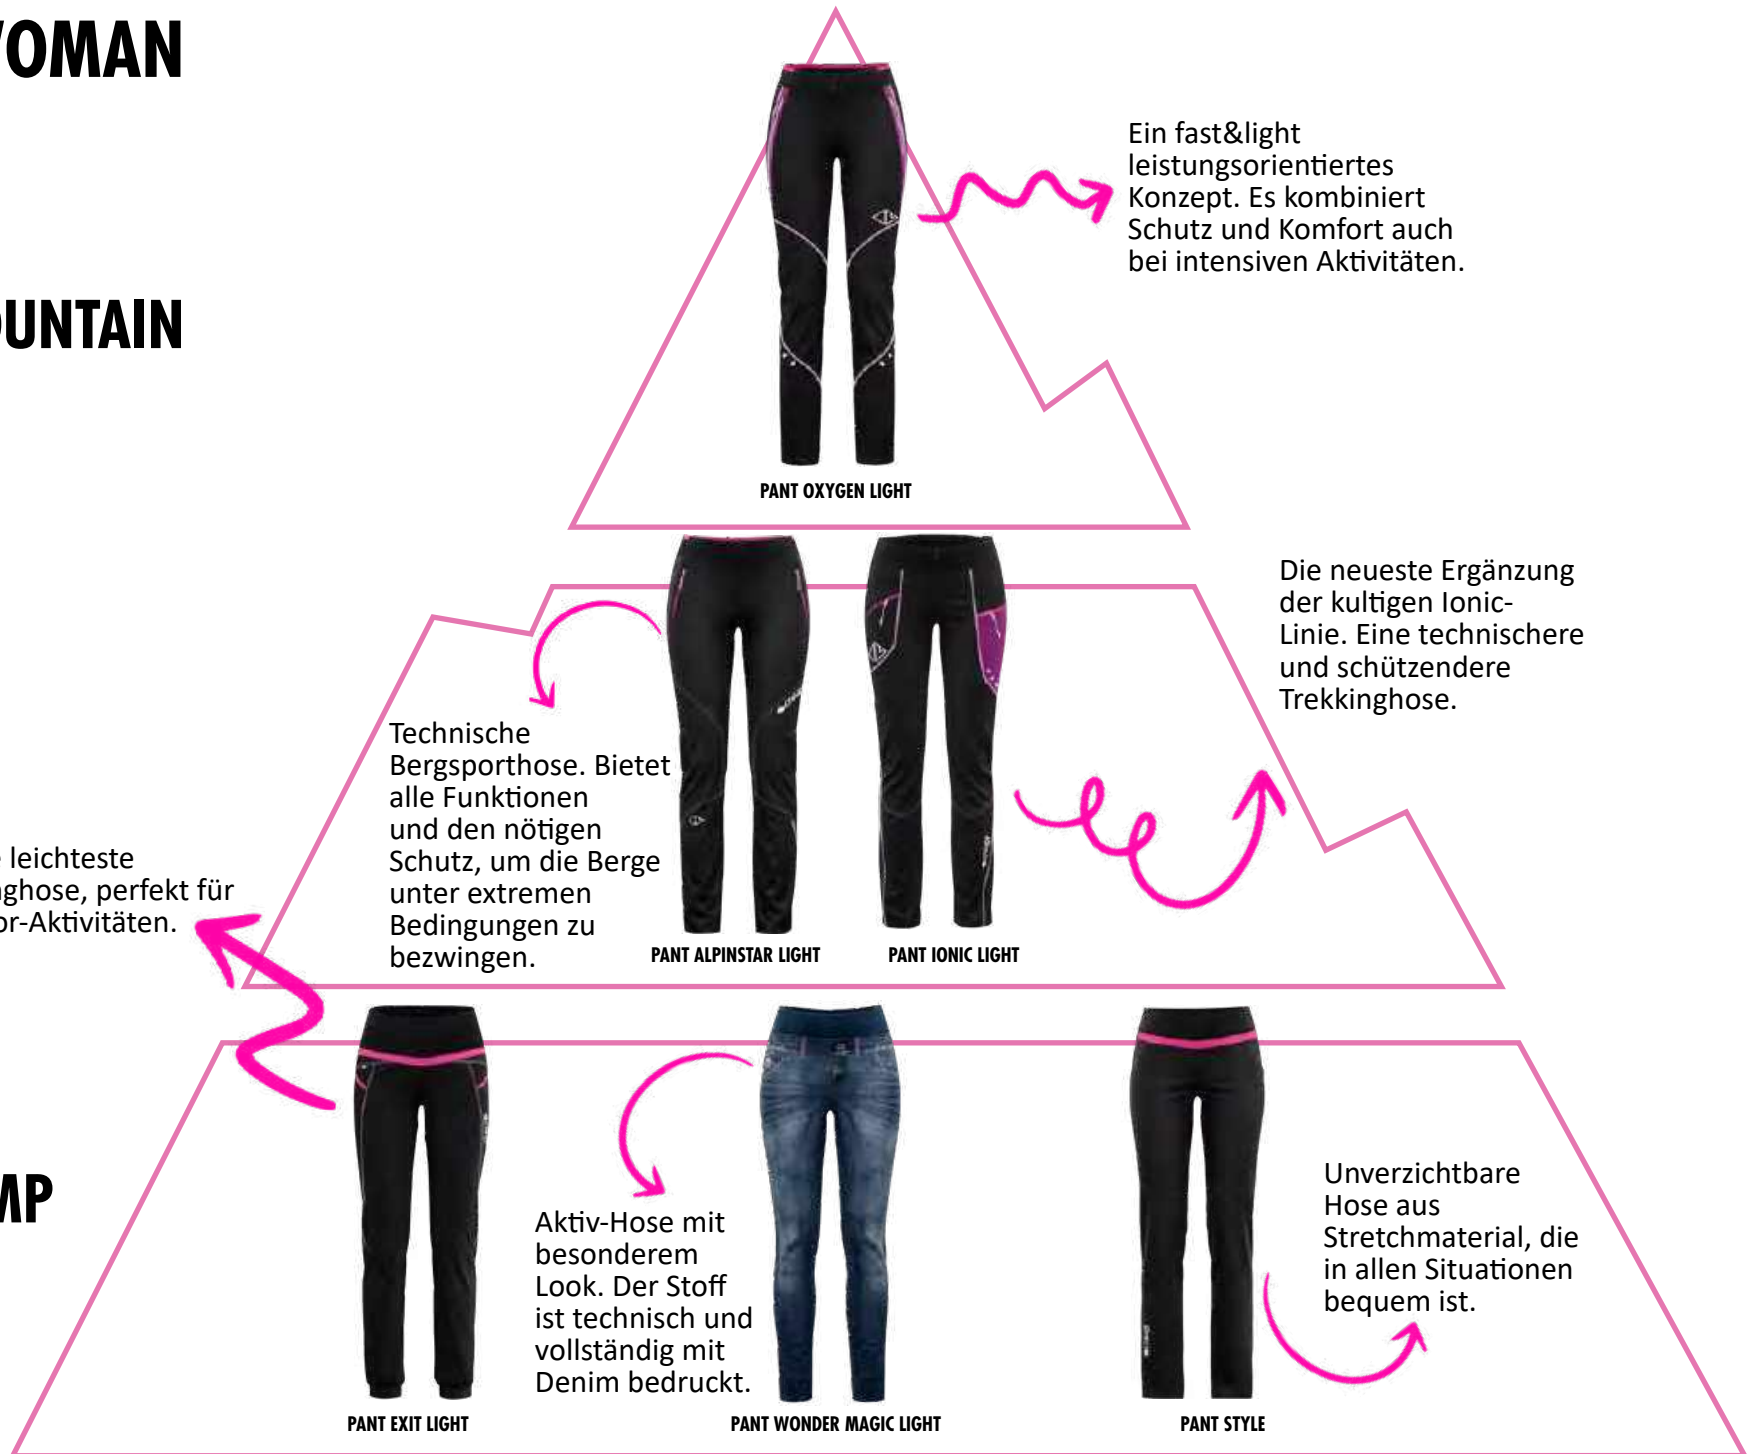 WOMAN
Ein fast&light
leistungsorientiertes
Konzept. Es kombiniert
Schutz und Komfort auch
bei intensiven Aktivitäten.
OUNTAIN
PANT OXYGEN LIGHT
Die neueste Ergänzung
der kultigen Ionic-
Linie. Eine technischere
und schützendere
Trekkinghose.
Technische
Bergsporthose. Bietet
alle Funktionen
und den nötigen
Schutz, um die Berge
unter extremen
Bedingungen zu
bezwingen.
PANT ALPINSTAR LIGHT
PANT IONIC LIGHT
leichteste
nghose, perfekt für
or-Aktivitäten.
MP
Aktiv-Hose mit
besonderem
Look. Der Stoff
ist technisch und
vollständig mit
Denim bedruckt.
Unverzichtbare
Hose aus
Stretchmaterial, die
in allen Situationen
bequem ist.
PANT EXIT LIGHT
PANT WONDER MAGIC LIGHT
PANT STYLE